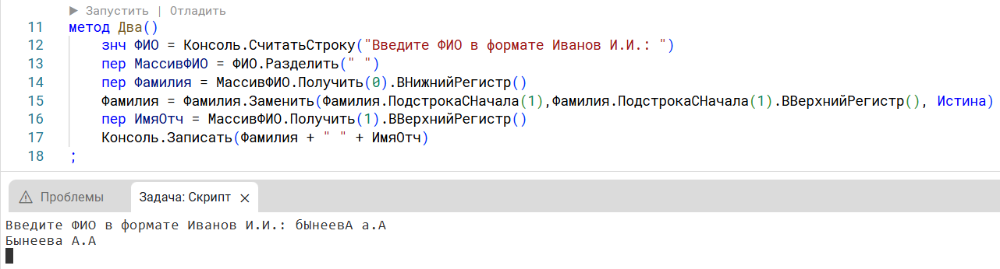 ▶ Запустить | Отладить
11 метод Два()
12 знч ФИО = Консоль.СчитатьСтроку("Введите ФИО в формате Иванов И.И.: ")
13 пер МассивФИО = ФИО.Разделить(" ")
14 пер Фамилия = МассивФИО.Получить(0).ВНижнийРегистр()
15 Фамилия = Фамилия.Заменить(Фамилия.ПодстрокаСНачала(1),Фамилия.ПодстрокаСНачала(1).ВВерхнийРегистр(), Истина)
16 пер ИмяОтч = МассивФИО.Получить(1).ВВерхнийРегистр()
17 Консоль.Записать(Фамилия + " " + ИмяОтч)
18 ;
Проблемы Задача: Скрипт ×
Введите ФИО в формате Иванов И.И.: бЫнеевА а.А
Бынеева А.А